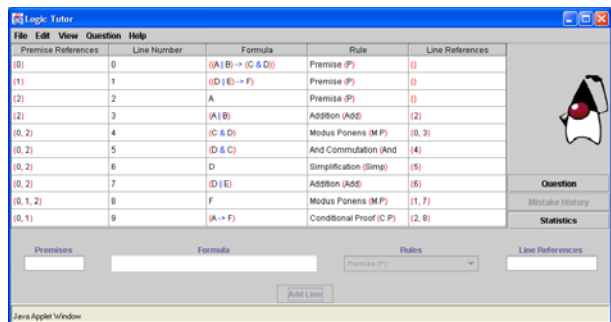 Logic Tutor
File Edit View Question Help
Premise References Line Number Formula Rule Line References
{0} 0 ((A | B) -> (C & D)) Premise (P) {}
{1} 1 ((D | E) -> F) Premise (P) {}
{2} 2 A Premise (P) {}
{2} 3 (A | B) Addition (Add) {2}
{0, 2} 4 (C & D) Modus Ponens (M.P) {0, 3}
{0, 2} 5 (D & C) And Commutation (And {4}
{0, 2} 6 D Simplification (Simp) {5}
{0, 2} 7 (D | E) Addition (Add) {6}
{0, 1, 2} 8 F Modus Ponens (M.P) {1, 7}
{0, 1} 9 (A -> F) Conditional Proof (C.P) {2, 8}
Question
Mistake History
Statistics
Premises Formula Rules Line References
Premise (P)
Add Line
Java Applet Window